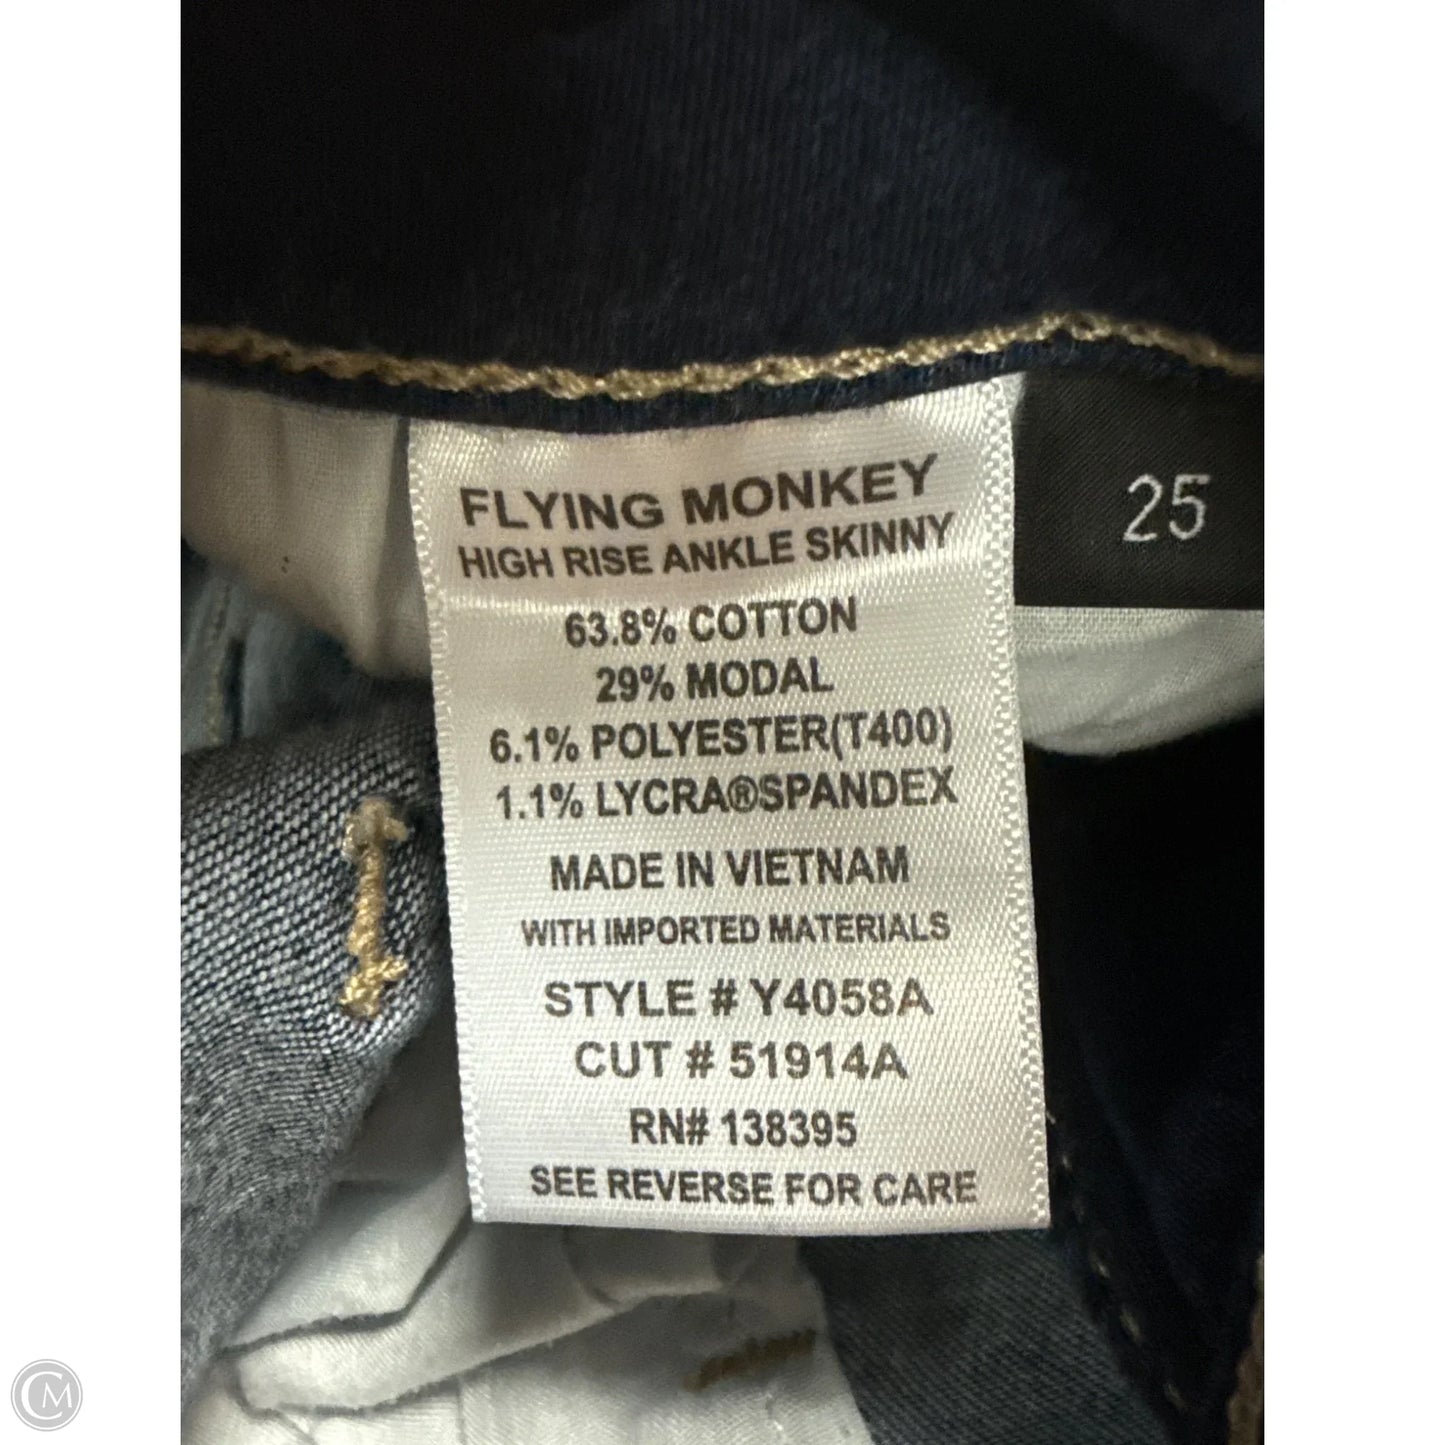 FLYING MONKEY
HIGH RISE ANKLE SKINNY
63.8% COTTON
29% MODAL
6.1% POLYESTER(T400)
1.1% LYCRA®SPANDEX
MADE IN VIETNAM
WITH IMPORTED MATERIALS
STYLE # Y4058A
CUT # 51914A
RN# 138395
SEE REVERSE FOR CARE
25
CM